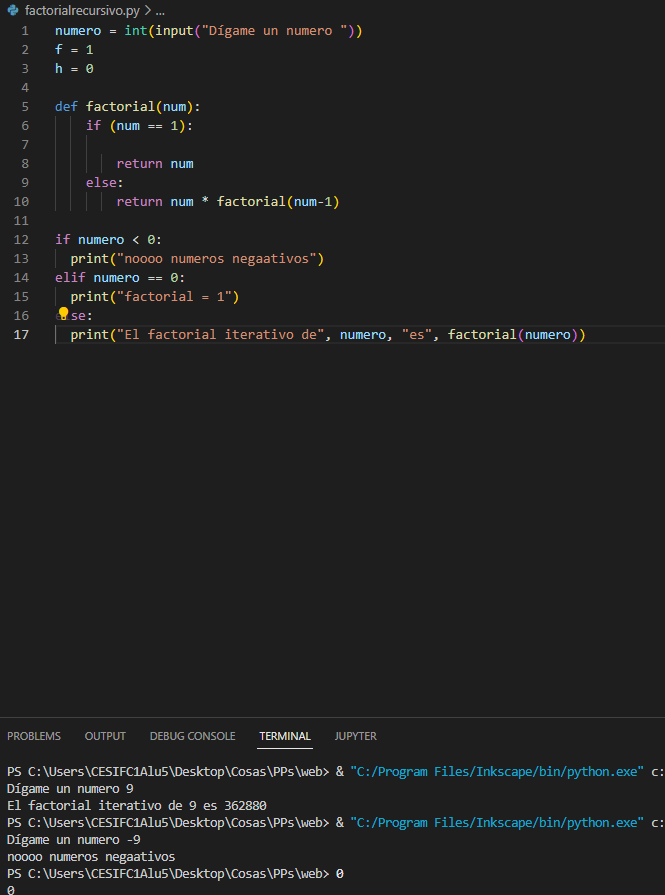 factorialrecursivo.py > ...
1 numero = int(input("Dígame un numero "))
2 f = 1
3 h = 0
4
5 def factorial(num):
6 if (num == 1):
7
8 return num
9 else:
10 return num * factorial(num-1)
11
12 if numero < 0:
13 print("noooo numeros negaativos")
14 elif numero == 0:
15 print("factorial = 1")
16 se:
17 print("El factorial iterativo de", numero, "es", factorial(numero))
PROBLEMS OUTPUT DEBUG CONSOLE TERMINAL JUPYTER
PS C:\Users\CESIFC1Alu5\Desktop\Cosas\PPs\web> & "C:/Program Files/Inkscape/bin/python.exe" c:
Dígame un numero 9
El factorial iterativo de 9 es 362880
PS C:\Users\CESIFC1Alu5\Desktop\Cosas\PPs\web> & "C:/Program Files/Inkscape/bin/python.exe" c:
Dígame un numero -9
noooo numeros negaativos
PS C:\Users\CESIFC1Alu5\Desktop\Cosas\PPs\web> 0
0